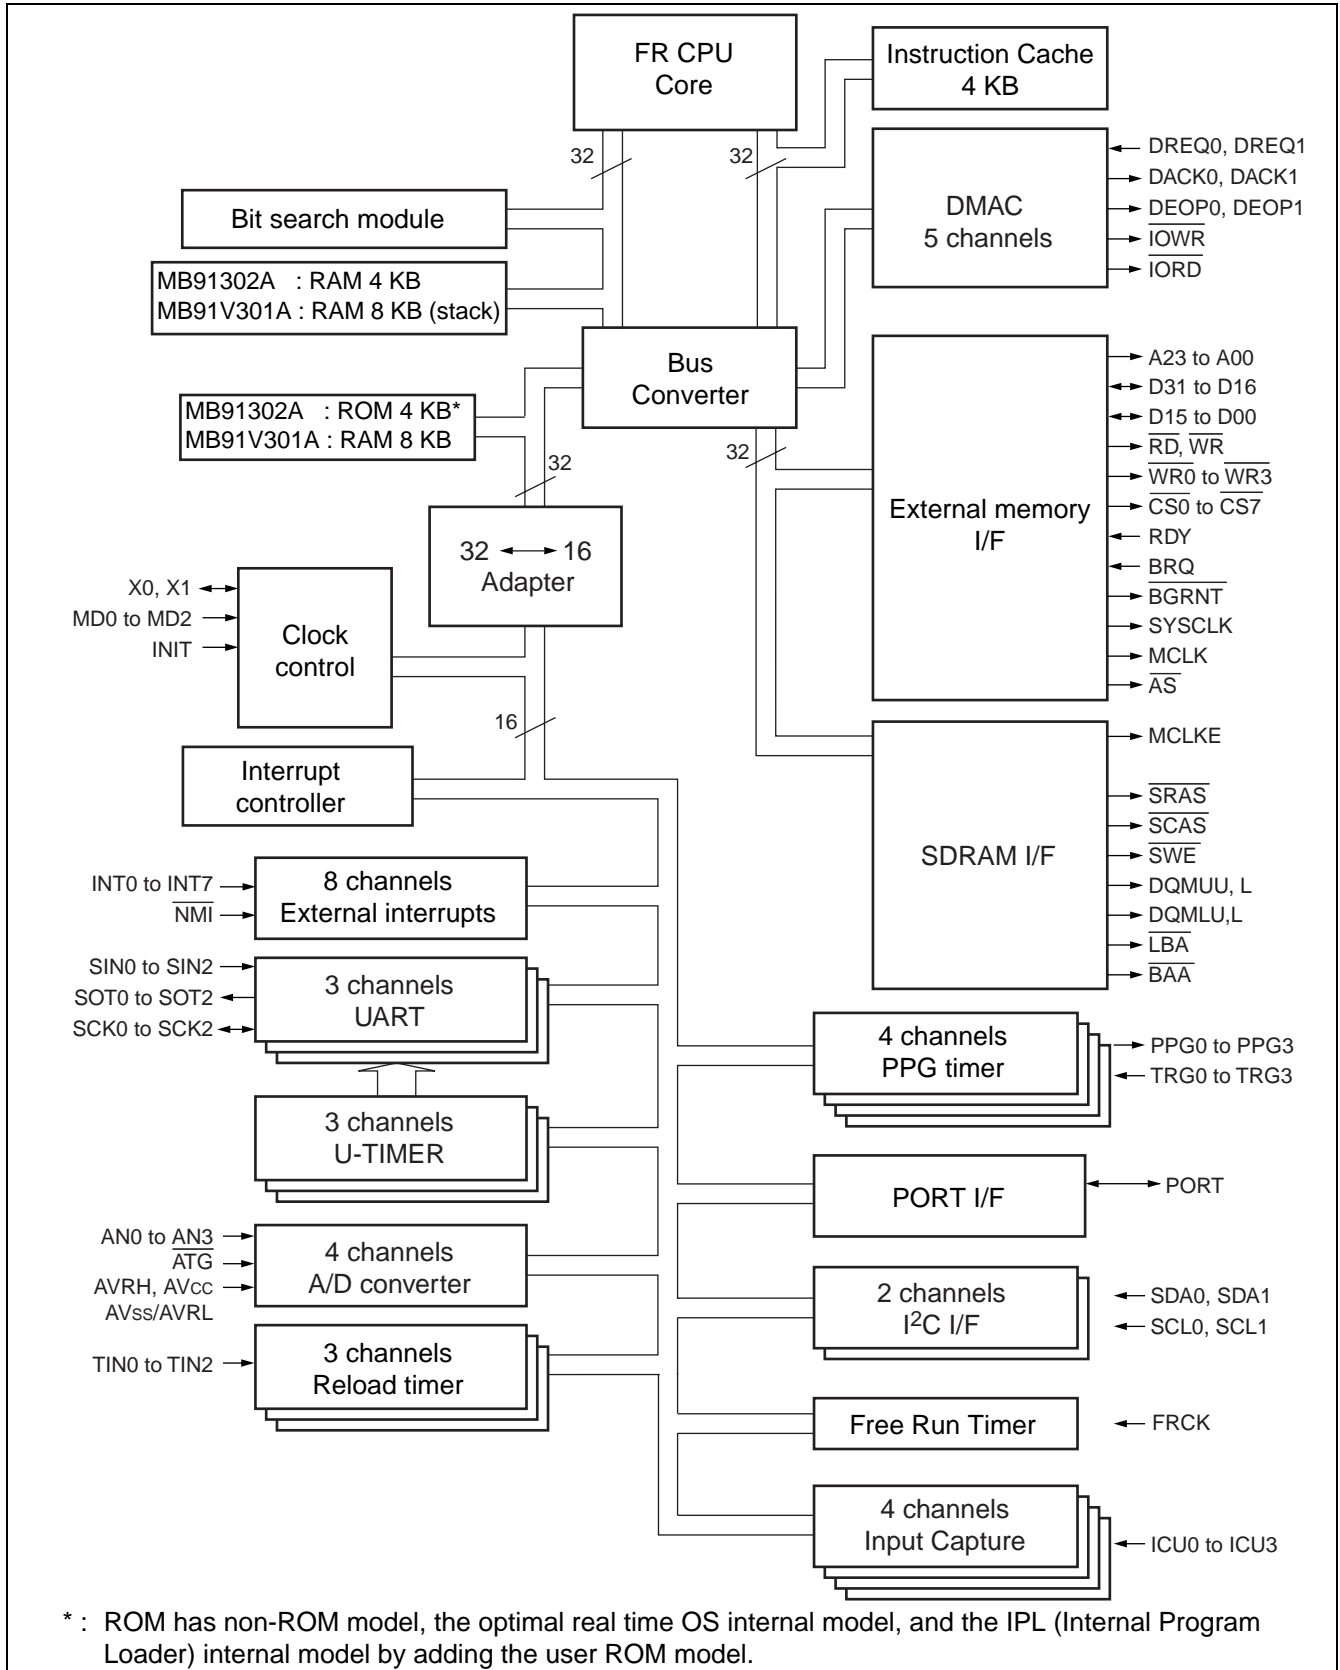 FR CPU
Core
Instruction Cache
4 KB
32
32
DREQ0, DREQ1
DACK0, DACK1
DEOP0, DEOP1
IOWR
IORD
DMAC
5 channels
Bit search module
MB91302A : RAM 4 KB
MB91V301A : RAM 8 KB (stack)
Bus
Converter
MB91302A : ROM 4 KB*
MB91V301A : RAM 8 KB
32
32
A23 to A00
D31 to D16
D15 to D00
RD, WR
WR0 to WR3
CS0 to CS7
RDY
BRQ
BGRNT
SYSCLK
MCLK
AS
External memory
I/F
32 16
Adapter
X0, X1
MD0 to MD2
INIT
Clock
control
16
Interrupt
controller
MCLKE
SRAS
SCAS
SWE
DQMUU, L
DQMLU,L
LBA
BAA
SDRAM I/F
INT0 to INT7
NMI
8 channels
External interrupts
SIN0 to SIN2
SOT0 to SOT2
SCK0 to SCK2
3 channels
UART
4 channels
PPG timer
PPG0 to PPG3
TRG0 to TRG3
3 channels
U-TIMER
PORT I/F
PORT
AN0 to AN3
ATG
AVRH, AVCC
AVSS/AVRL
4 channels
A/D converter
2 channels
I2C I/F
SDA0, SDA1
SCL0, SCL1
TIN0 to TIN2
3 channels
Reload timer
Free Run Timer
FRCK
4 channels
Input Capture
ICU0 to ICU3
* : ROM has non-ROM model, the optimal real time OS internal model, and the IPL (Internal Program
Loader) internal model by adding the user ROM model.